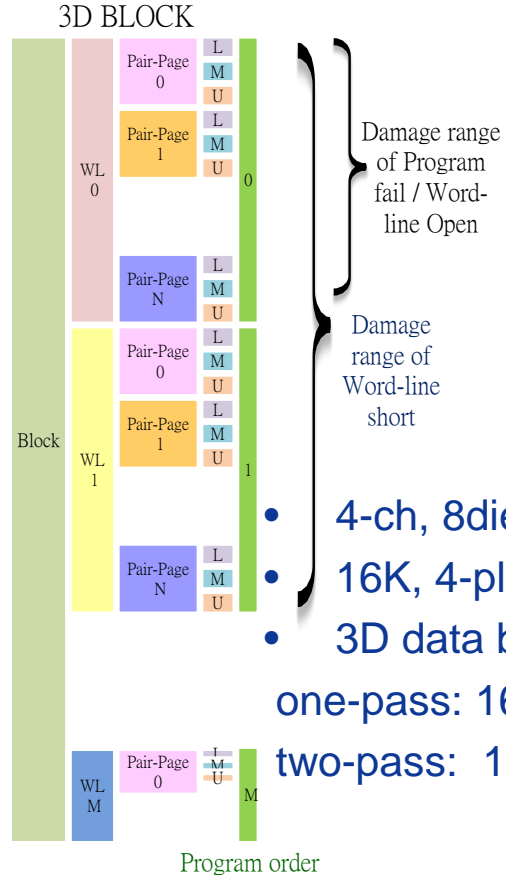 3D BLOCK
Block
WL
0
Pair-Page
0
L
M
U
Pair-Page
1
L
M
U
Pair-Page
N
L
M
U
0
WL
1
Pair-Page
0
L
M
U
Pair-Page
1
L
M
U
Pair-Page
N
L
M
U
1
WL
M
Pair-Page
0
L
M
U
M
Damage range
of Program
fail / Word-
line Open
Damage
range of
Word-line
short
• 4-ch, 8die
• 16K, 4-pl
• 3D data b
one-pass: 16
two-pass: 1
Program order